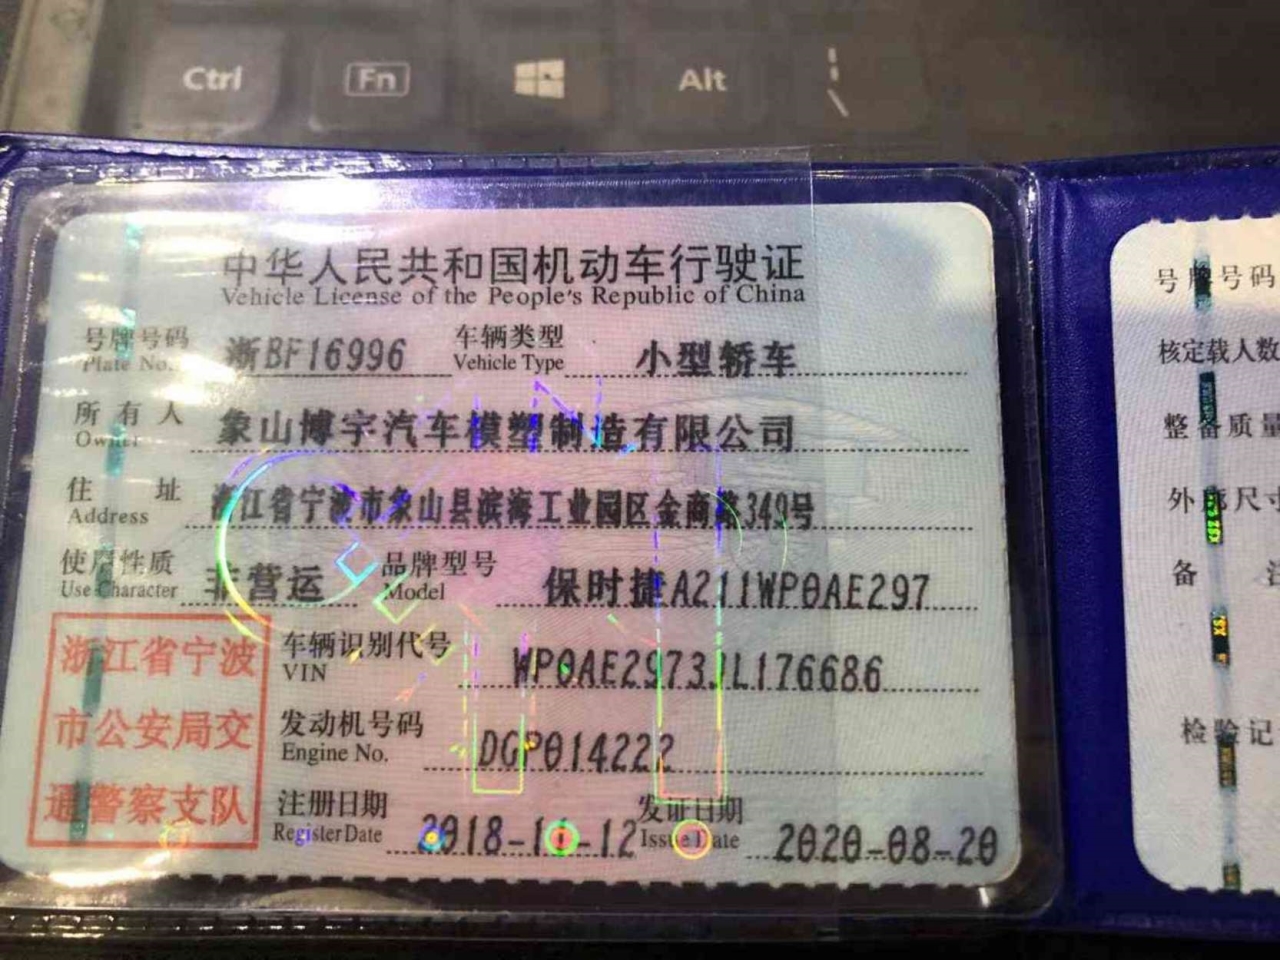 Ctrl Fn Alt
中华人民共和国机动车行驶证
Vehicle License of the People's Republic of China
号牌号码 浙BF16996 车辆类型 小型轿车
Plate No. Vehicle Type
所有人 象山博宇汽车模塑制造有限公司
Owner
住址 浙江省宁波市象山县滨海工业园区金商路349号
Address
使用性质 非营运 品牌型号 保时捷A211WP0AE297
Use Character Model
车辆识别代号 WP0AE2973JL176686
VIN
发动机号码 DGP014222
Engine No.
注册日期 2018-11-12 发证日期 2020-08-20
Register Date Issue Date
浙江省宁波
市公安局交
通警察支队
号牌号码
核定载人数
整备质量
外廓尺寸
备注
检验记